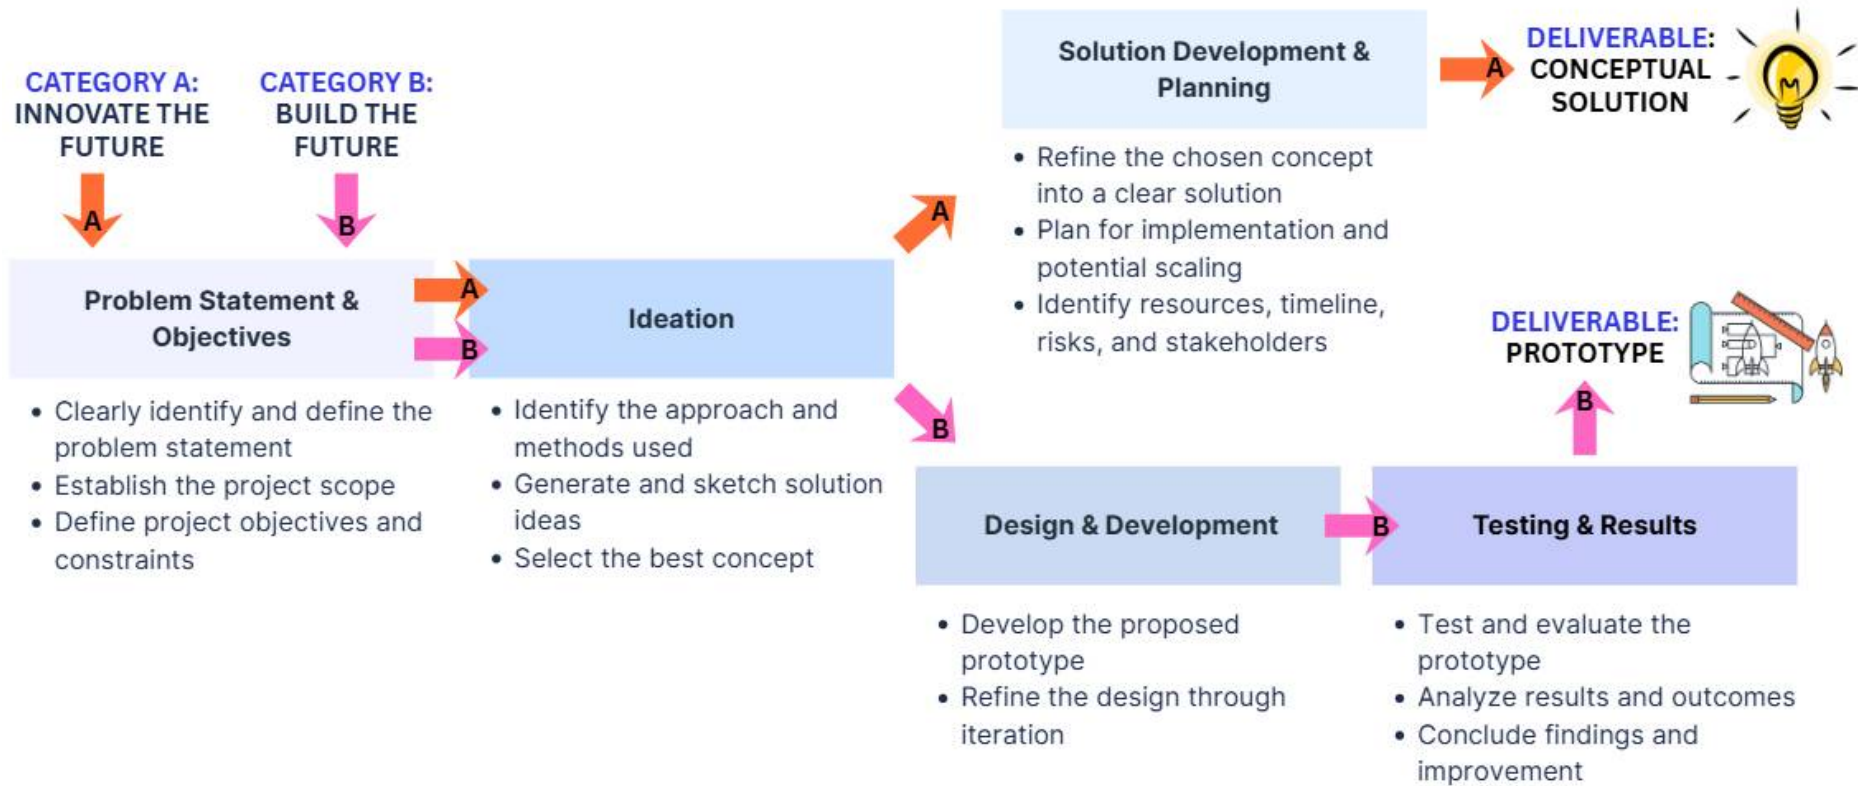 CATEGORY A:
INNOVATE THE
FUTURE
A
CATEGORY B:
BUILD THE
FUTURE
B
Problem Statement &
Objectives
A
B
• Clearly identify and define the
problem statement
• Establish the project scope
• Define project objectives and
constraints
Ideation
• Identify the approach and
methods used
• Generate and sketch solution
ideas
• Select the best concept
A
B
Solution Development &
Planning
• Refine the chosen concept
into a clear solution
• Plan for implementation and
potential scaling
• Identify resources, timeline,
risks, and stakeholders
A
DELIVERABLE:
CONCEPTUAL
SOLUTION
Design & Development
• Develop the proposed
prototype
• Refine the design through
iteration
B
Testing & Results
• Test and evaluate the
prototype
• Analyze results and outcomes
• Conclude findings and
improvement
B
DELIVERABLE:
PROTOTYPE